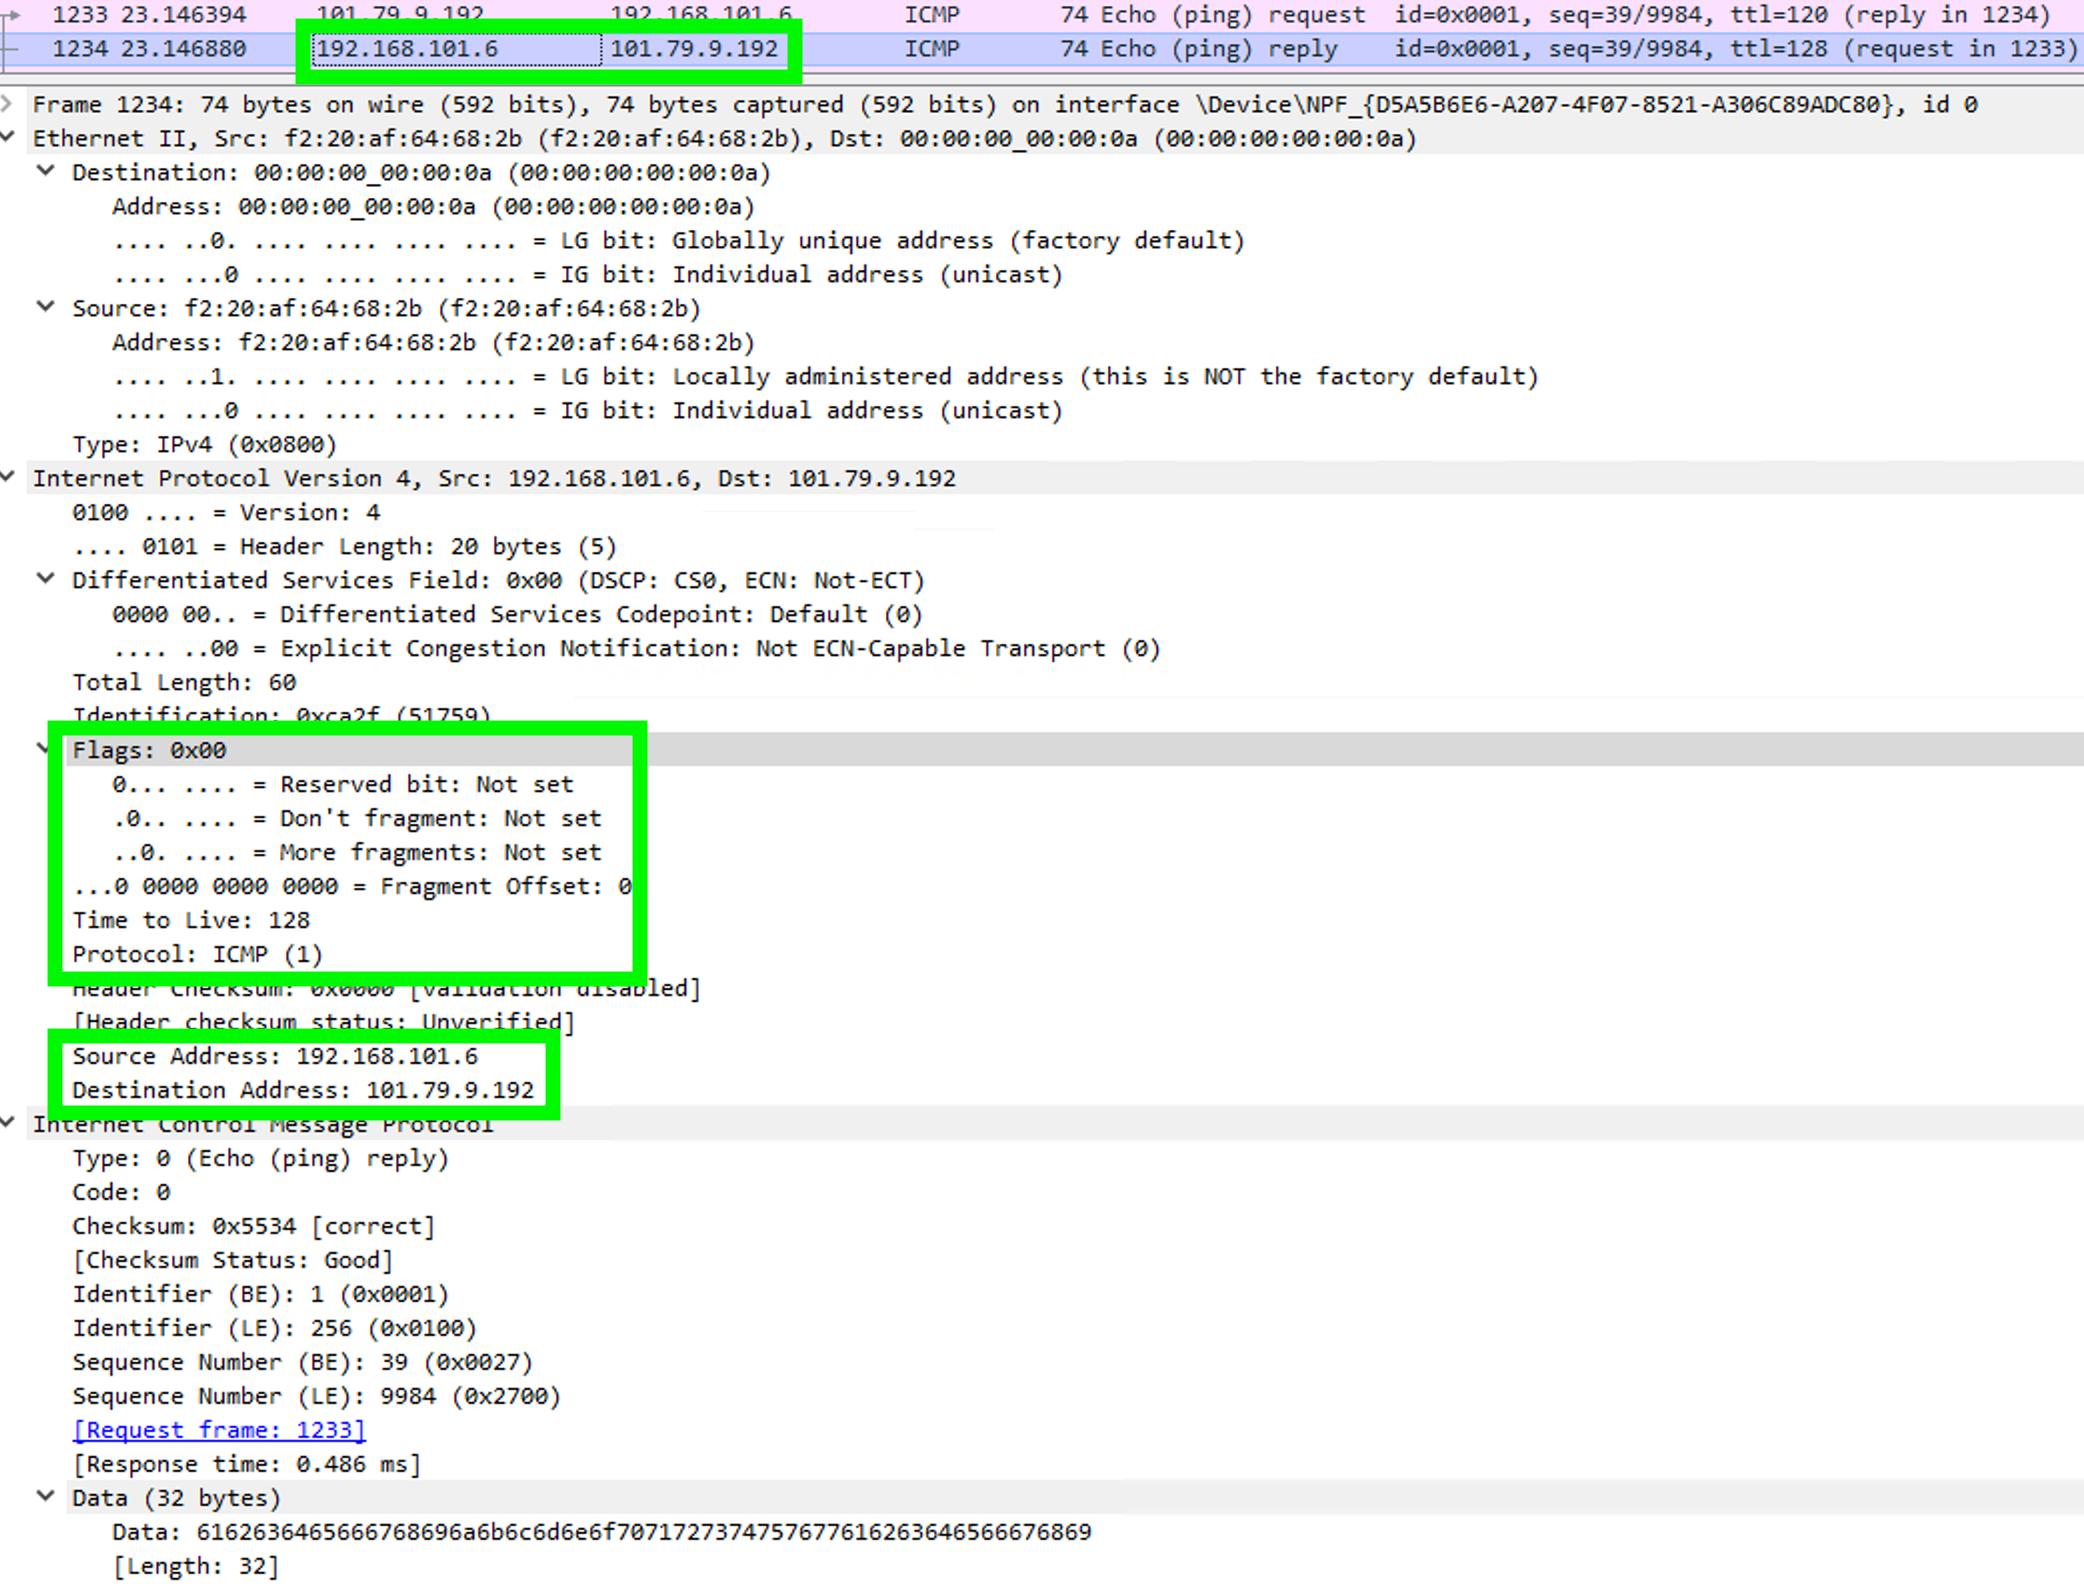 1233 23.146394 101.79.9.192 192.168.101.6 ICMP 74 Echo (ping) request id=0x0001, seq=39/9984, ttl=120 (reply in 1234)
1234 23.146880 192.168.101.6 101.79.9.192 ICMP 74 Echo (ping) reply id=0x0001, seq=39/9984, ttl=128 (request in 1233)
Frame 1234: 74 bytes on wire (592 bits), 74 bytes captured (592 bits) on interface \Device\NPF_{D5A5B6E6-A207-4F07-8521-A306C89ADC80}, id 0
Ethernet II, Src: f2:20:af:64:68:2b (f2:20:af:64:68:2b), Dst: 00:00:00_00:00:0a (00:00:00:00:00:0a)
Destination: 00:00:00_00:00:0a (00:00:00:00:00:0a)
Address: 00:00:00_00:00:0a (00:00:00:00:00:0a)
.... ..0. .... .... .... .... = LG bit: Globally unique address (factory default)
.... ...0 .... .... .... .... = IG bit: Individual address (unicast)
Source: f2:20:af:64:68:2b (f2:20:af:64:68:2b)
Address: f2:20:af:64:68:2b (f2:20:af:64:68:2b)
.... ..1. .... .... .... .... = LG bit: Locally administered address (this is NOT the factory default)
.... ...0 .... .... .... .... = IG bit: Individual address (unicast)
Type: IPv4 (0x0800)
Internet Protocol Version 4, Src: 192.168.101.6, Dst: 101.79.9.192
0100 .... = Version: 4
.... 0101 = Header Length: 20 bytes (5)
Differentiated Services Field: 0x00 (DSCP: CS0, ECN: Not-ECT)
0000 00.. = Differentiated Services Codepoint: Default (0)
.... ..00 = Explicit Congestion Notification: Not ECN-Capable Transport (0)
Total Length: 60
Identification: 0xca2f (51759)
Flags: 0x00
0... .... = Reserved bit: Not set
.0.. .... = Don't fragment: Not set
..0. .... = More fragments: Not set
...0 0000 0000 0000 = Fragment Offset: 0
Time to Live: 128
Protocol: ICMP (1)
Header Checksum: 0x0000 [validation disabled]
[Header checksum status: Unverified]
Source Address: 192.168.101.6
Destination Address: 101.79.9.192
Internet Control Message Protocol
Type: 0 (Echo (ping) reply)
Code: 0
Checksum: 0x5534 [correct]
[Checksum Status: Good]
Identifier (BE): 1 (0x0001)
Identifier (LE): 256 (0x0100)
Sequence Number (BE): 39 (0x0027)
Sequence Number (LE): 9984 (0x2700)
[Request frame: 1233]
[Response time: 0.486 ms]
Data (32 bytes)
Data: 6162636465666768696a6b6c6d6e6f7071727374757677616263646566676869
[Length: 32]